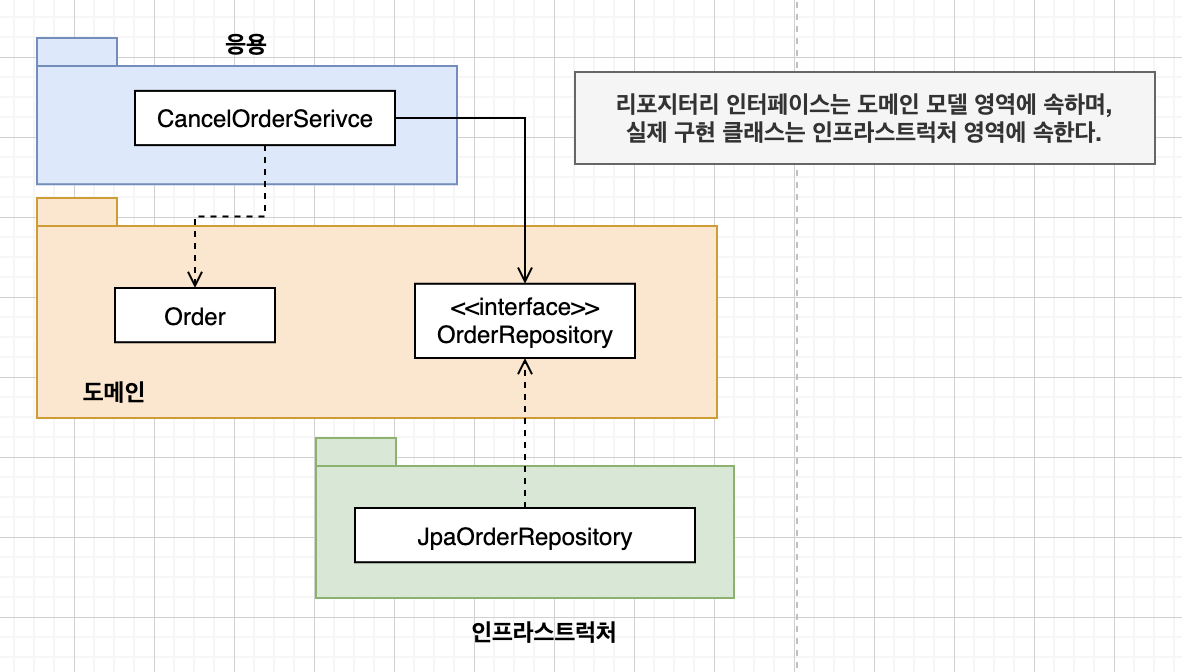 응용
CancelOrderSerivce
리포지터리 인터페이스는 도메인 모델 영역에 속하며,
실제 구현 클래스는 인프라스트럭처 영역에 속한다.
Order
<<interface>>
OrderRepository
도메인
JpaOrderRepository
인프라스트럭처